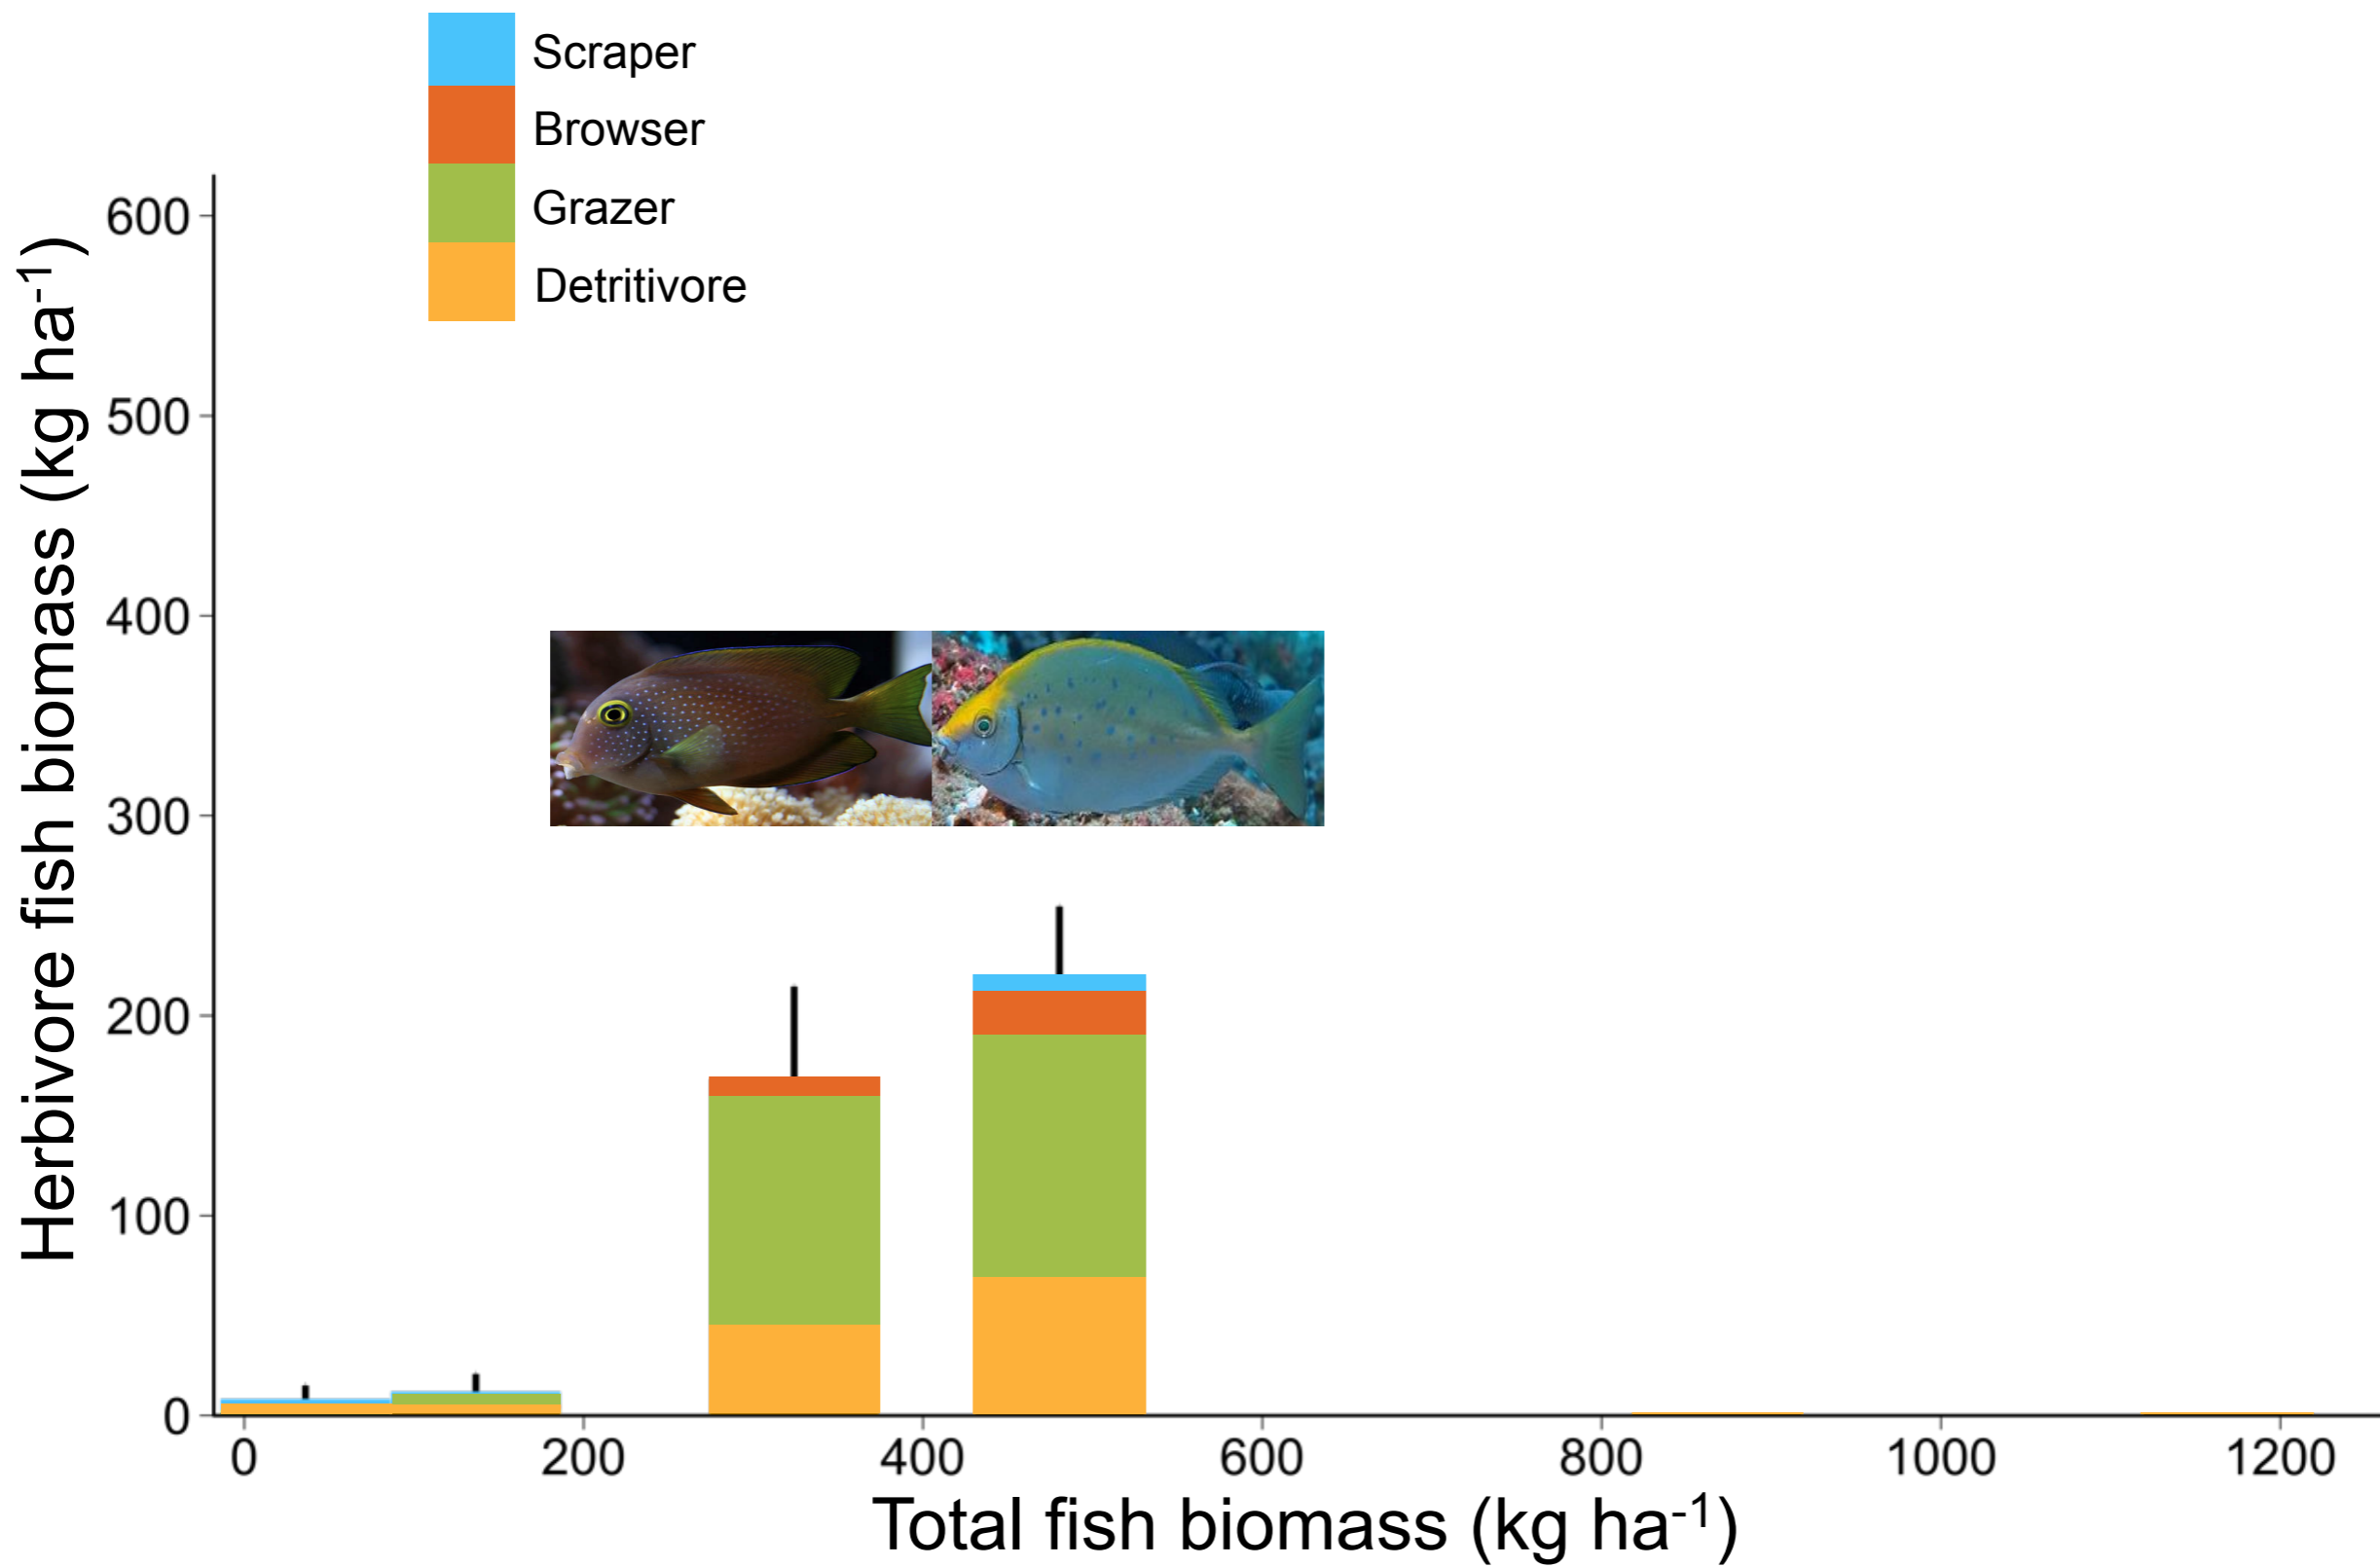 Scraper
Browser
Grazer
Detritivore
600
500
400
300
200
100
0
Herbivore fish biomass (kg ha-1)
0 200 400 600 800 1000 1200
Total fish biomass (kg ha-1)